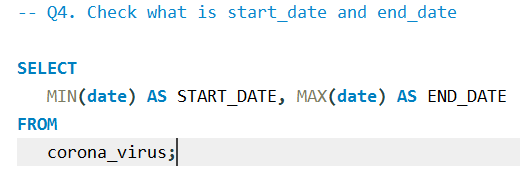 -- Q4. Check what is start_date and end_date
SELECT
MIN(date) AS START_DATE, MAX(date) AS END_DATE
FROM
corona_virus;